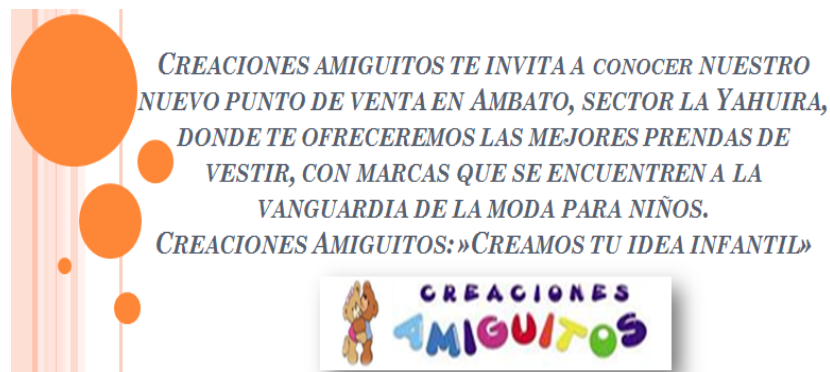 CREACIONES AMIGUITOS TE INVITA A CONOCER NUESTRO
NUEVO PUNTO DE VENTA EN AMBATO, SECTOR LA YAHUIRA,
DONDE TE OFRECEREMOS LAS MEJORES PRENDAS DE
VESTIR, CON MARCAS QUE SE ENCUENTREN A LA
VANGUARDIA DE LA MODA PARA NIÑOS.
CREACIONES AMIGUITOS: »CREAMOS TU IDEA INFANTIL»
CREACIONES
AMIGUITOS